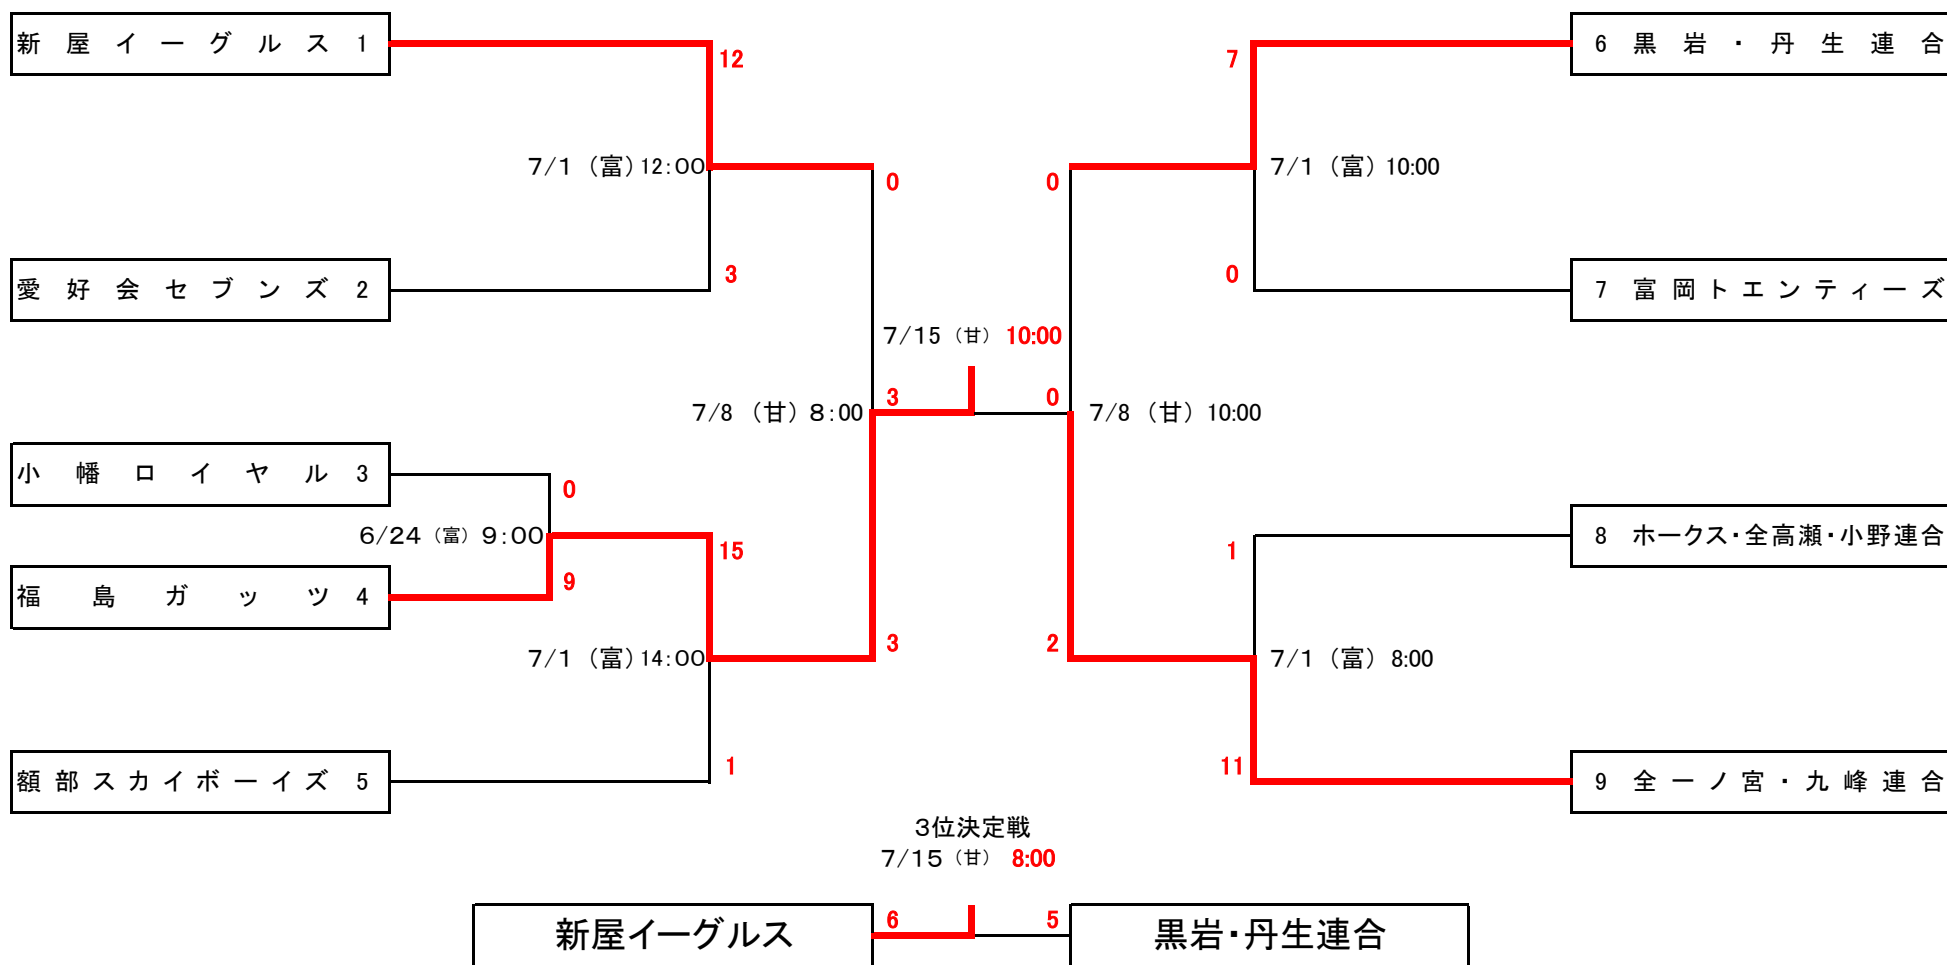 新屋イーグルス 1
12
7
6 黒岩・丹生連合
7/1 (富) 12:00
0
0
7/1 (富) 10:00
愛好会セブンズ 2
3
0
7 富岡トエンティーズ
7/15 (甘) 10:00
7/8 (甘) 8:00
3
0
7/8 (甘) 10:00
小幡ロイヤル 3
0
6/24 (富) 9:00
15
1
8 ホークス・全高瀬・小野連合
福島ガッツ 4
9
7/1 (富) 14:00
3
2
7/1 (富) 8:00
額部スカイボーイズ 5
1
11
9 全一ノ宮・九峰連合
3位決定戦
7/15 (甘) 8:00
新屋イーグルス
6
5
黒岩・丹生連合